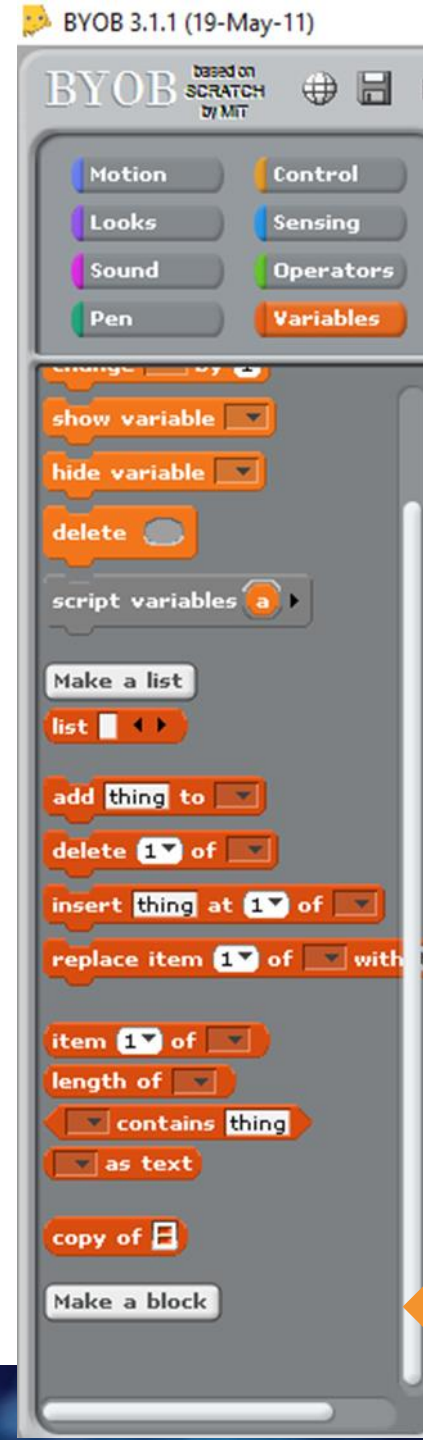 BYOB 3.1.1 (19-May-11)
BYOB based on SCRATCH by MIT
Motion Control
Looks Sensing
Sound Operators
Pen Variables
change by 1
show variable
hide variable
delete
script variables a
Make a list
list
add thing to
delete 1 of
insert thing at 1 of
replace item 1 of with
item 1 of
length of
contains thing
as text
copy of
Make a block